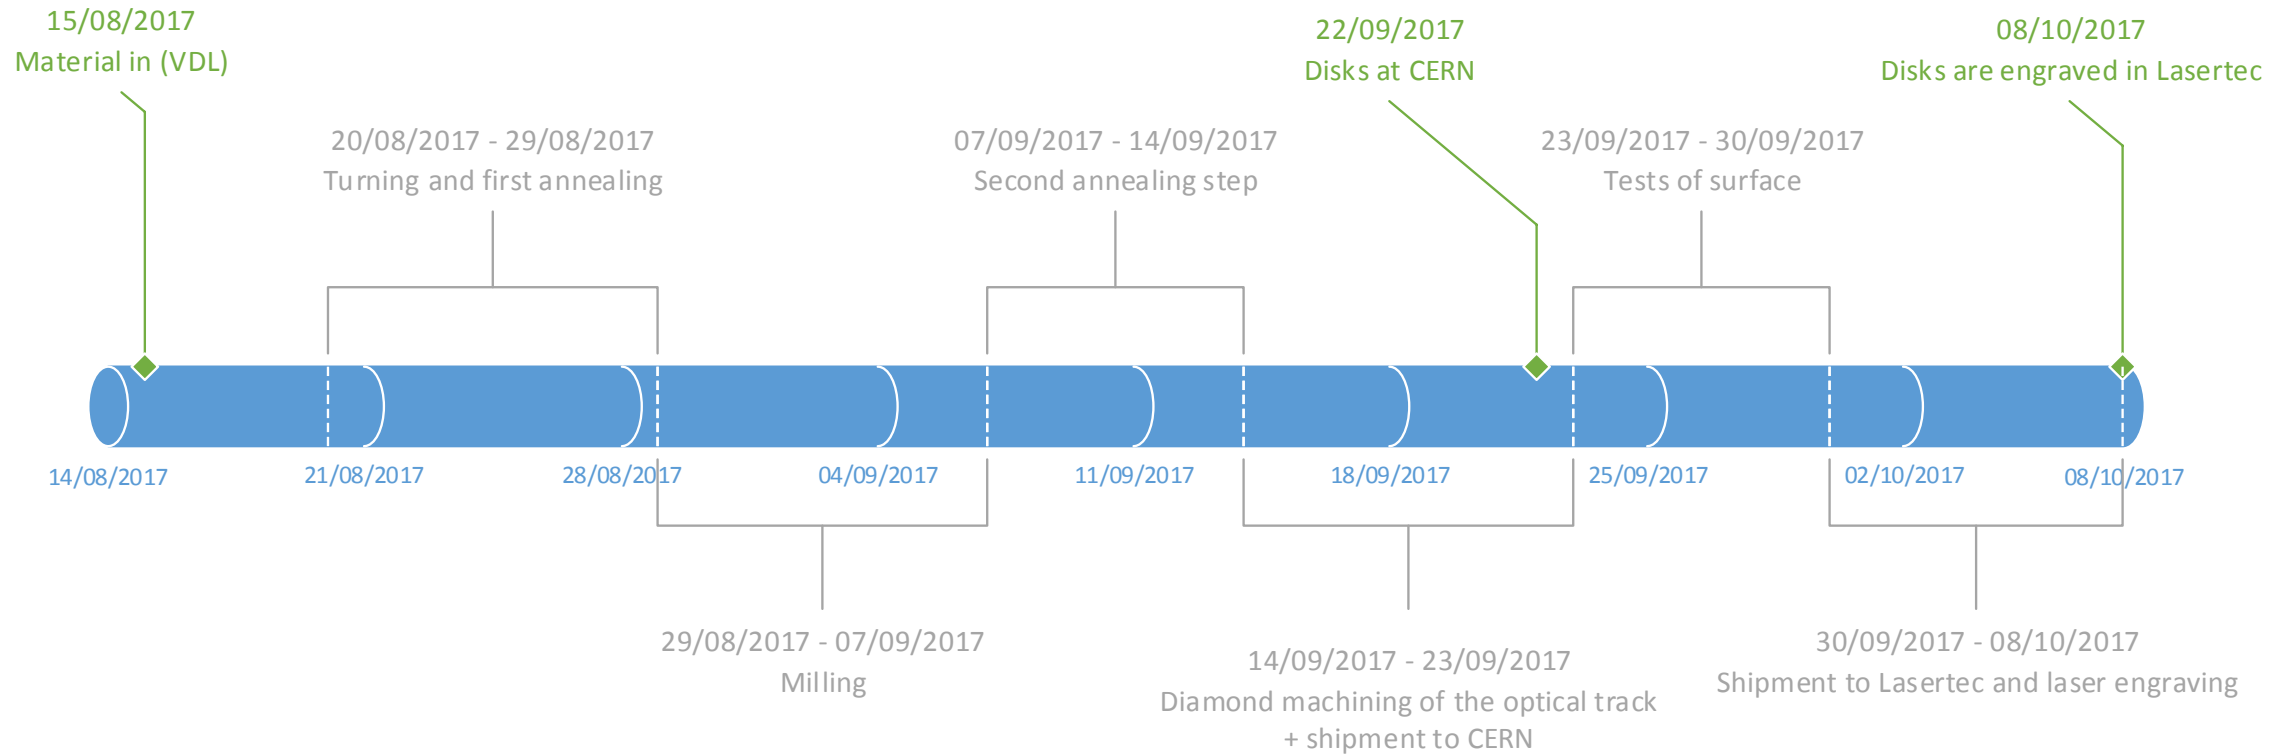 15/08/2017
Material in (VDL)
22/09/2017
Disks at CERN
08/10/2017
Disks are engraved in Lasertec
20/08/2017 - 29/08/2017
Turning and first annealing
07/09/2017 - 14/09/2017
Second annealing step
23/09/2017 - 30/09/2017
Tests of surface
14/08/2017
21/08/2017
28/08/2017
04/09/2017
11/09/2017
18/09/2017
25/09/2017
02/10/2017
08/10/2017
29/08/2017 - 07/09/2017
Milling
14/09/2017 - 23/09/2017
Diamond machining of the optical track
+ shipment to CERN
30/09/2017 - 08/10/2017
Shipment to Lasertec and laser engraving